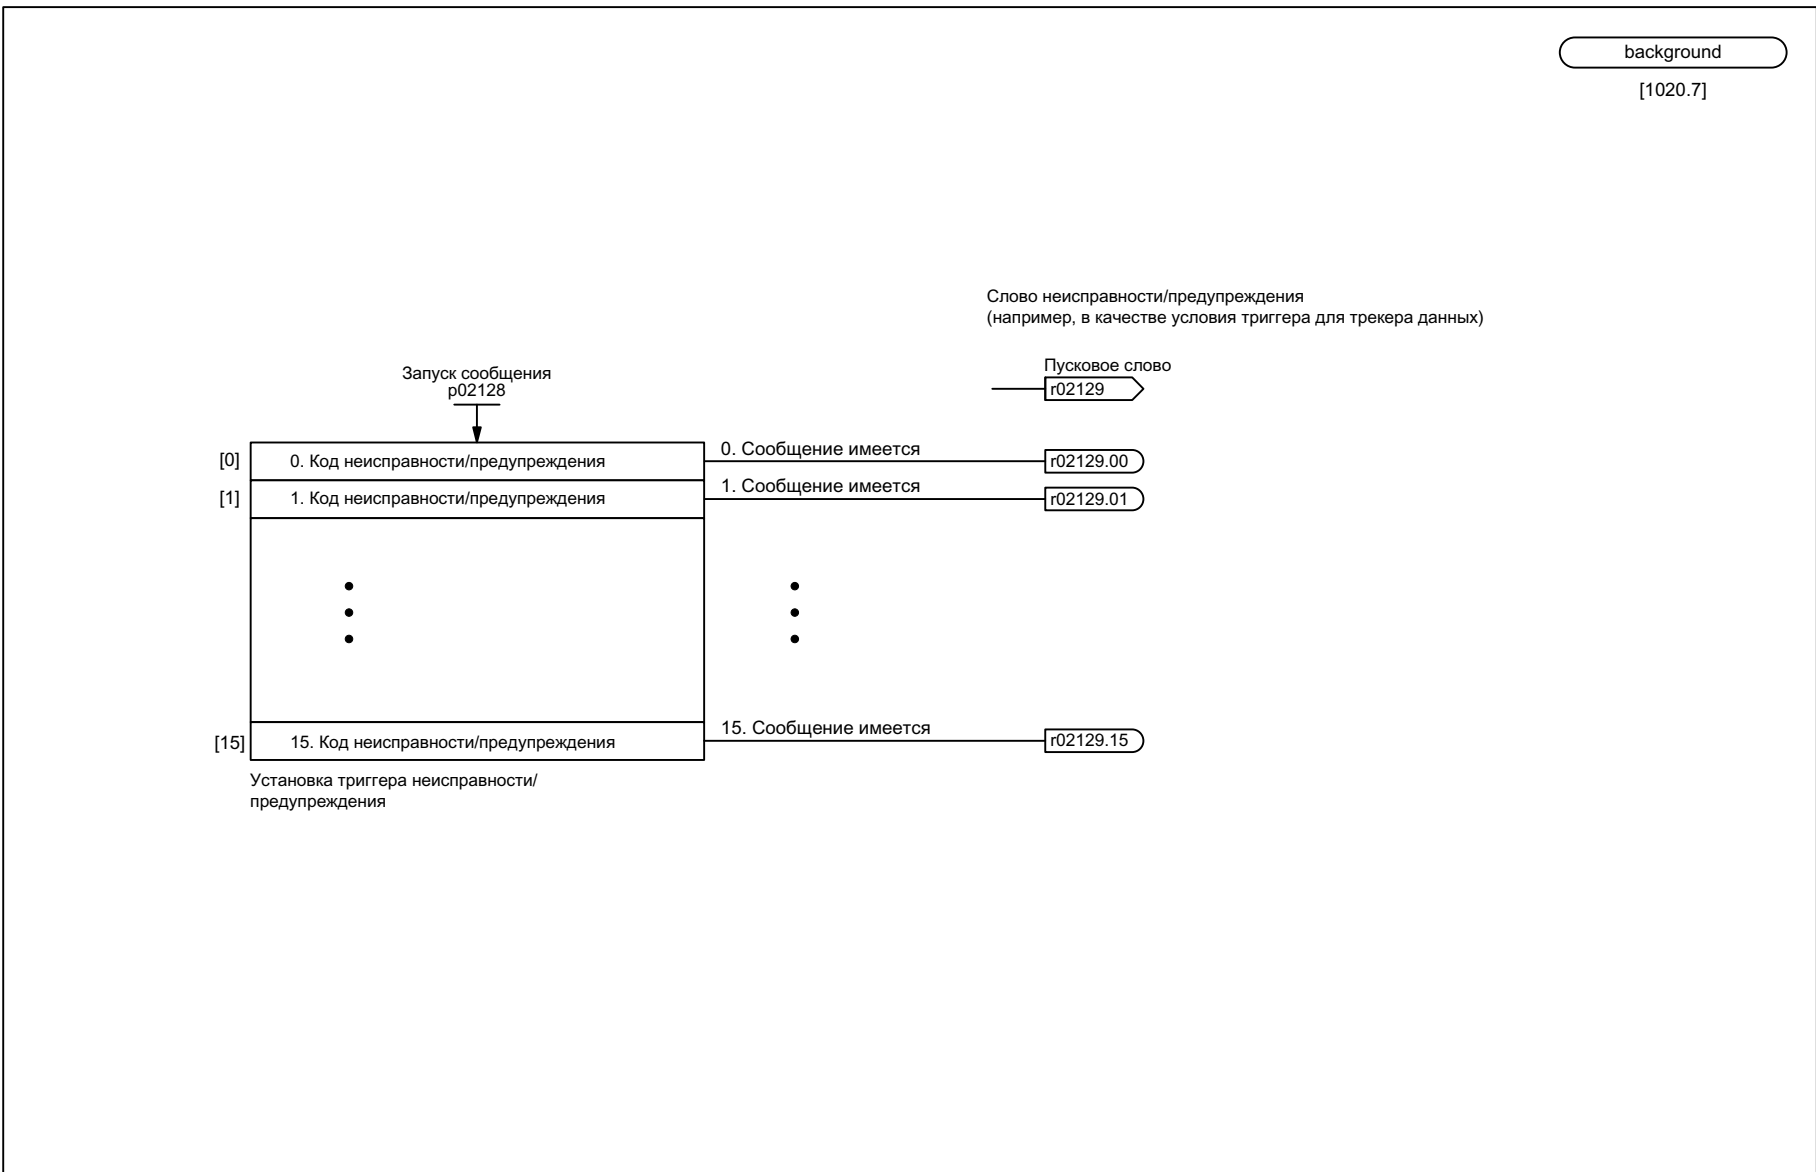 background
[1020.7]
Слово неисправности/предупреждения
(например, в качестве условия триггера для трекера данных)
Запуск сообщения
p02128
Пусковое слово
r02129
[0]
0. Код неисправности/предупреждения
0. Сообщение имеется
r02129.00
[1]
1. Код неисправности/предупреждения
1. Сообщение имеется
r02129.01
[15]
15. Код неисправности/предупреждения
15. Сообщение имеется
r02129.15
Установка триггера неисправности/
предупреждения